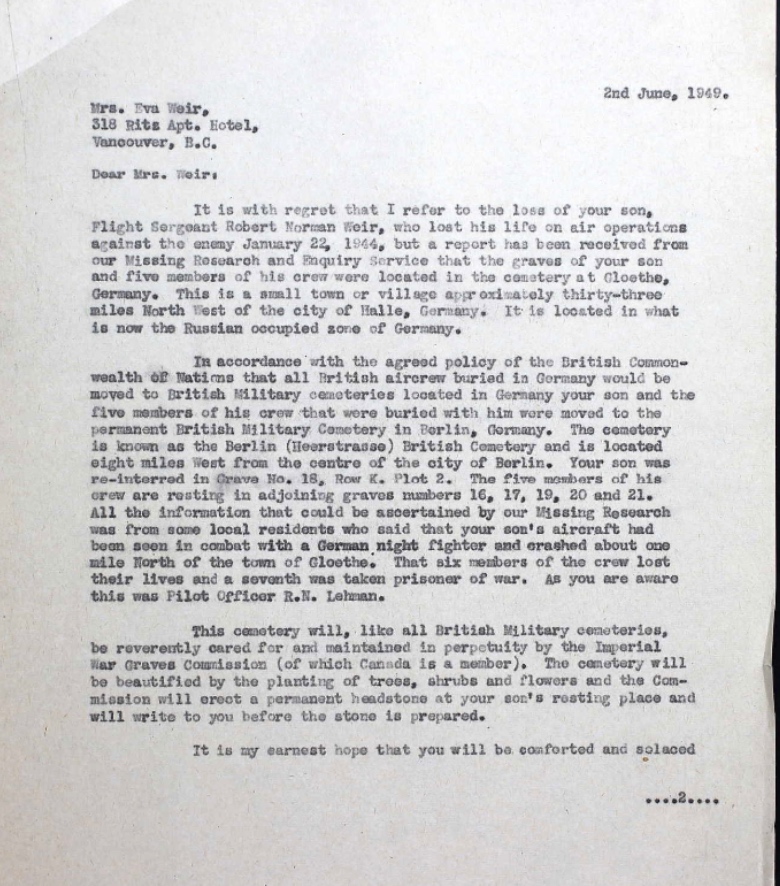 2nd June, 1949.
Mrs. Eva Weir,
318 Ritz Apt. Hotel,
Vancouver, B.C.
Dear Mrs. Weir:
It is with regret that I refer to the loss of your son,
Flight Sergeant Robert Norman Weir, who lost his life on air operations
against the enemy January 22, 1944, but a report has been received from
our Missing Research and Enquiry Service that the graves of your son
and five members of his crew were located in the cemetery at Gloethe,
Germany. This is a small town or village approximately thirty-three
miles North West of the city of Halle, Germany. It is located in what
is now the Russian occupied zone of Germany.
In accordance with the agreed policy of the British Common-
wealth of Nations that all British aircrew buried in Germany would be
moved to British Military cemeteries located in Germany your son and the
five members of his crew that were buried with him were moved to the
permanent British Military Cemetery in Berlin, Germany. The cemetery
is known as the Berlin (Heerstrasse) British Cemetery and is located
eight miles West from the centre of the city of Berlin. Your son was
re-interred in Grave No. 18, Row K. Plot 2. The five members of his
crew are resting in adjoining graves numbers 16, 17, 19, 20 and 21.
All the information that could be ascertained by our Missing Research
was from some local residents who said that your son's aircraft had
been seen in combat with a German night fighter and crashed about one
mile North of the town of Gloethe. That six members of the crew lost
their lives and a seventh was taken prisoner of war. As you are aware
this was Pilot Officer R.N. Lehman.
This cemetery will, like all British Military cemeteries,
be reverently cared for and maintained in perpetuity by the Imperial
War Graves Commission (of which Canada is a member). The cemetery will
be beautified by the planting of trees, shrubs and flowers and the Com-
mission will erect a permanent headstone at your son's resting place and
will write to you before the stone is prepared.
It is my earnest hope that you will be comforted and solaced
....2....